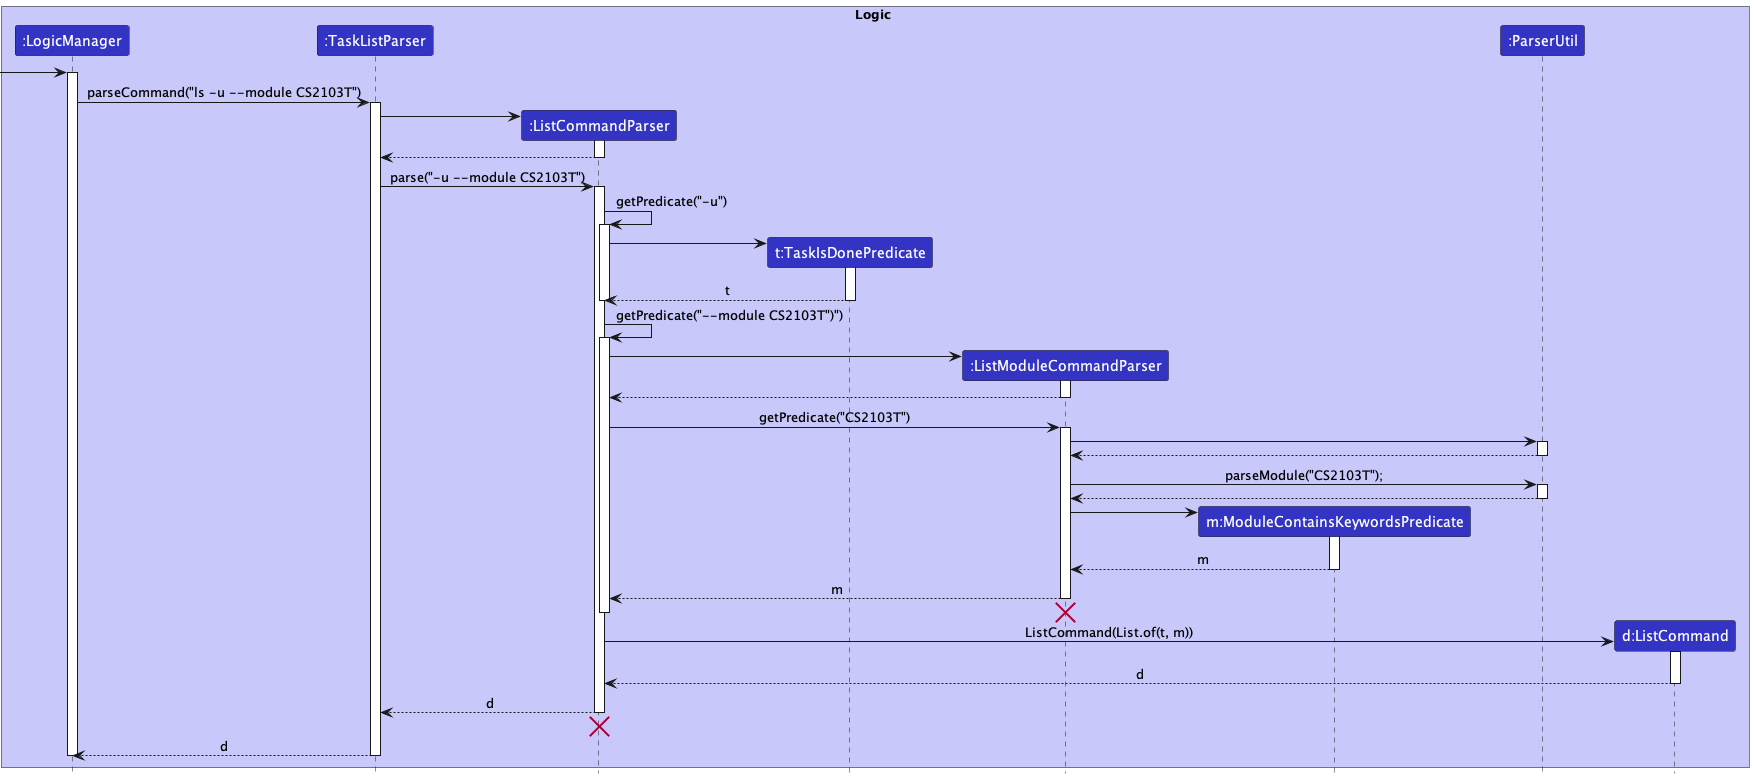 Logic
:LogicManager
:TaskListParser
:ParserUtil
parseCommand("ls -u --module CS2103T")
:ListCommandParser
parse("-u --module CS2103T")
getPredicate("-u")
t:TaskIsDonePredicate
t
getPredicate("--module CS2103T")")
:ListModuleCommandParser
getPredicate("CS2103T")
parseModule("CS2103T");
m:ModuleContainsKeywordsPredicate
m
m
ListCommand(List.of(t, m))
d:ListCommand
d
d
d